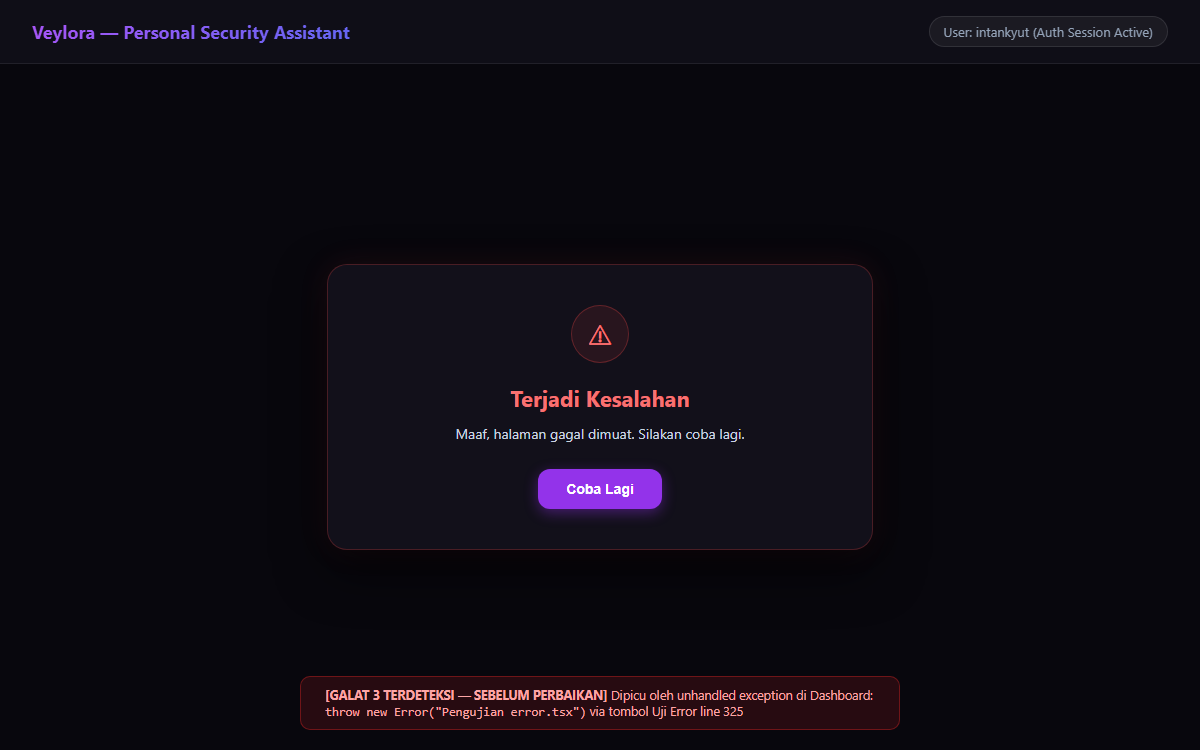 Veylora — Personal Security Assistant
User: intankyut (Auth Session Active)
Terjadi Kesalahan
Maaf, halaman gagal dimuat. Silakan coba lagi.
Coba Lagi
[GALAT 3 TERDETEKSI — SEBELUM PERBAIKAN] Dipicu oleh unhandled exception di Dashboard:
throw new Error("Pengujian error.tsx") via tombol Uji Error line 325